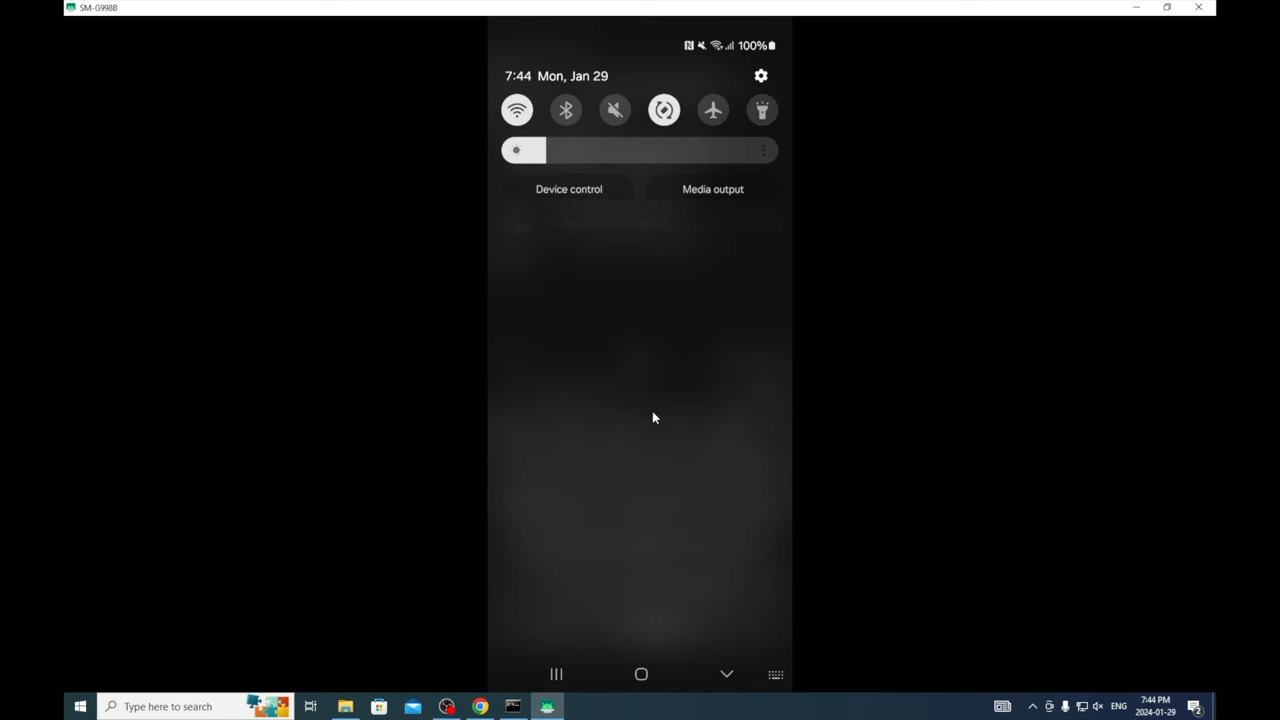 SM-G998B
100%
7:44 Mon, Jan 29
Device control
Media output
Type here to search
ENG
7:44 PM
2024-01-29
2